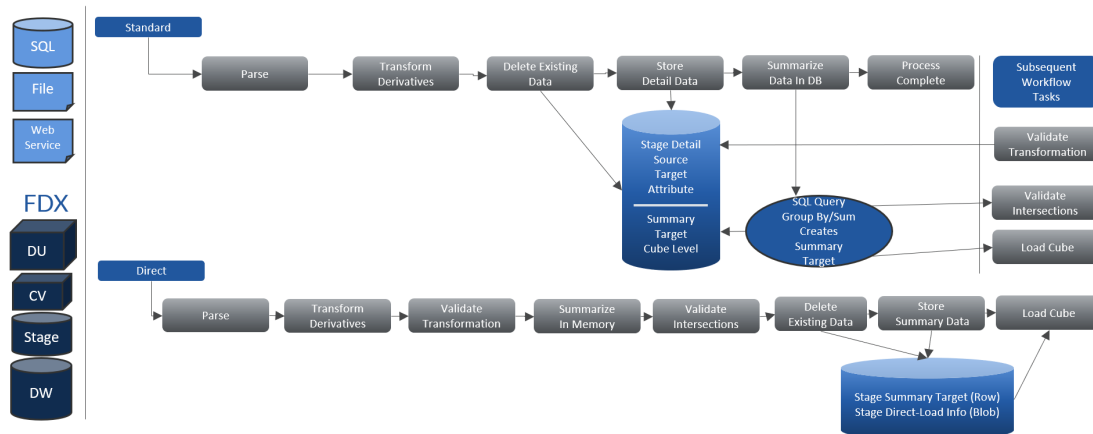 SQL
File
Web
Service
FDX
DU
CV
Stage
DW
Standard
Parse
Transform
Derivatives
Delete Existing
Data
Store
Detail Data
Summarize
Data In DB
Process
Complete
Subsequent
Workflow
Tasks
Stage Detail
Source
Target
Attribute
Summary
Target
Cube Level
SQL Query
Group By/Sum
Creates
Summary
Target
Validate
Transformation
Validate
Intersections
Load Cube
Direct
Parse
Transform
Derivatives
Validate
Transformation
Summarize
In Memory
Validate
Intersections
Delete
Existing Data
Store
Summary Data
Load Cube
Stage Summary Target (Row)
Stage Direct-Load Info (Blob)